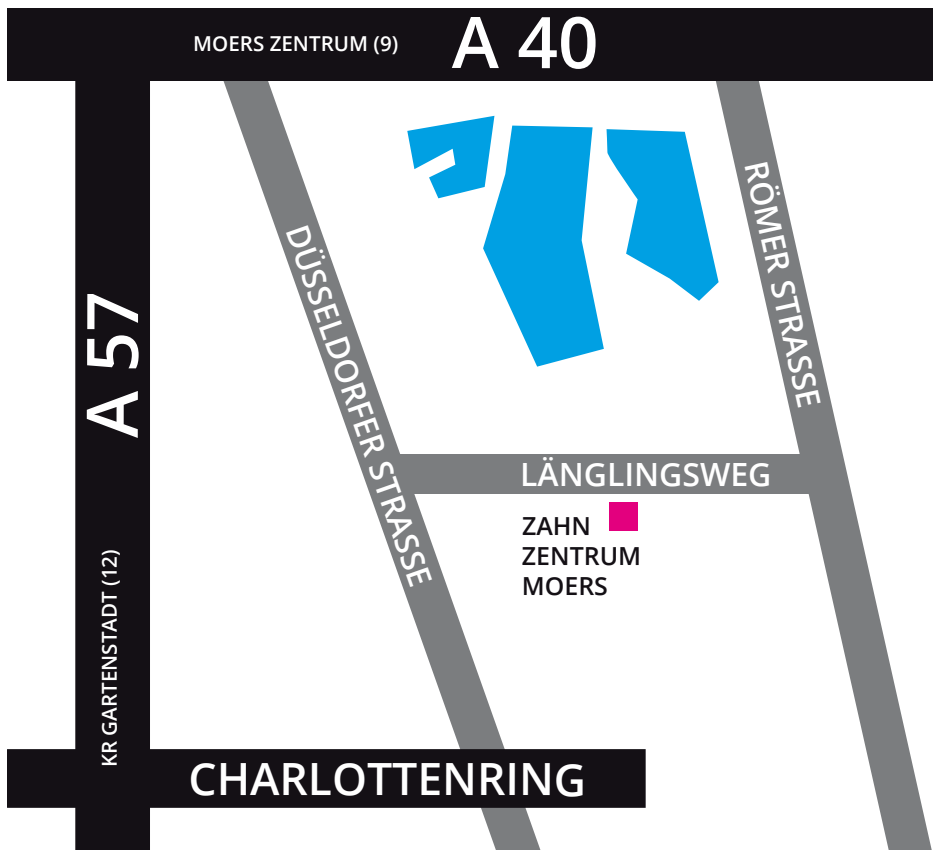 MOERS ZENTRUM (9)
A 40
RÖMER STRASSE
DÜSSELDORFER STRASSE
A 57
LÄNGLINGSWEG
ZAHN
ZENTRUM
MOERS
KR GARTENSTADT (12)
CHARLOTTENRING